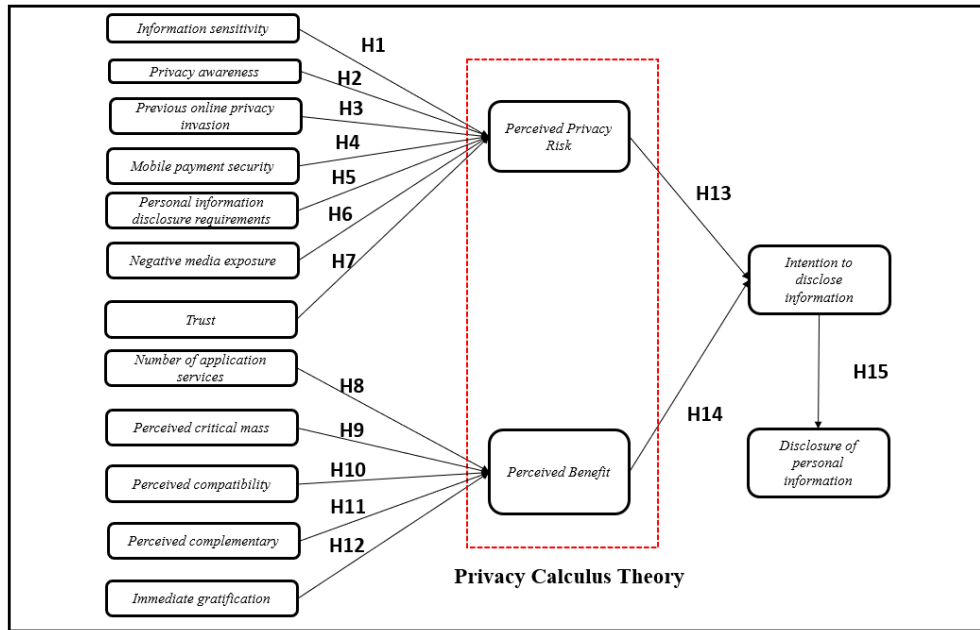 Information sensitivity
H1
Privacy awareness
H2
Previous online privacy
invasion
H3
Mobile payment security
H4
Personal information
disclosure requirements
H5
Negative media exposure
H6
Trust
H7
Perceived Privacy
Risk
H13
Number of application
services
H8
Perceived critical mass
H9
Perceived compatibility
H10
Perceived complementary
H11
Immediate gratification
H12
Perceived Benefit
H14
Intention to
disclose
information
H15
Disclosure of
personal
information
Privacy Calculus Theory